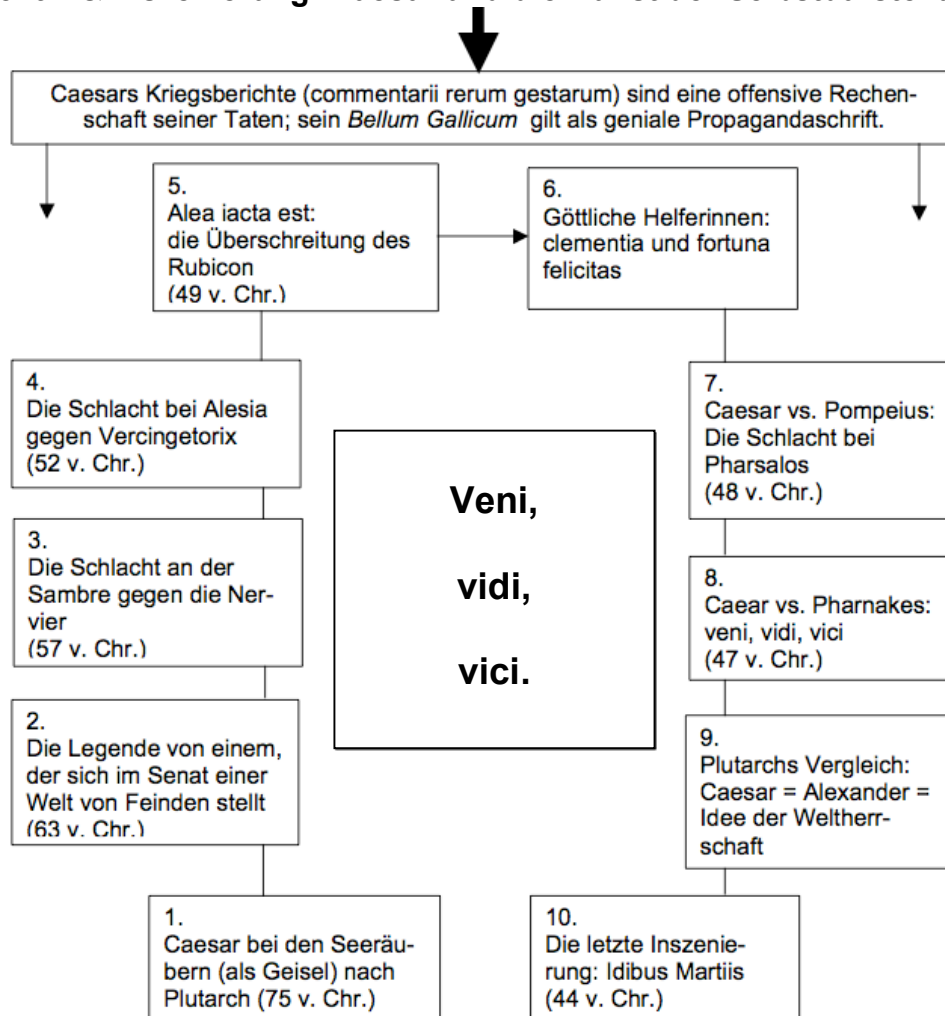 Caesars Kriegsberichte (commentarii rerum gestarum) sind eine offensive Rechen-
schaft seiner Taten; sein Bellum Gallicum gilt als geniale Propagandaschrift.
5.
Alea iacta est:
die Überschreitung des
Rubicon
(49 v. Chr.)
6.
Göttliche Helferinnen:
clementia und fortuna
felicitas
4.
Die Schlacht bei Alesia
gegen Vercingetorix
(52 v. Chr.)
7.
Caesar vs. Pompeius:
Die Schlacht bei
Pharsalos
(48 v. Chr.)
Veni,
vidi,
vici.
3.
Die Schlacht an der
Sambre gegen die Ner-
vier
(57 v. Chr.)
8.
Caear vs. Pharnakes:
veni, vidi, vici
(47 v. Chr.)
2.
Die Legende von einem,
der sich im Senat einer
Welt von Feinden stellt
(63 v. Chr.)
9.
Plutarchs Vergleich:
Caesar = Alexander =
Idee der Weltherr-
schaft
1.
Caesar bei den Seeräu-
bern (als Geisel) nach
Plutarch (75 v. Chr.)
10.
Die letzte Inszenie-
rung: Idibus Martiis
(44 v. Chr.)